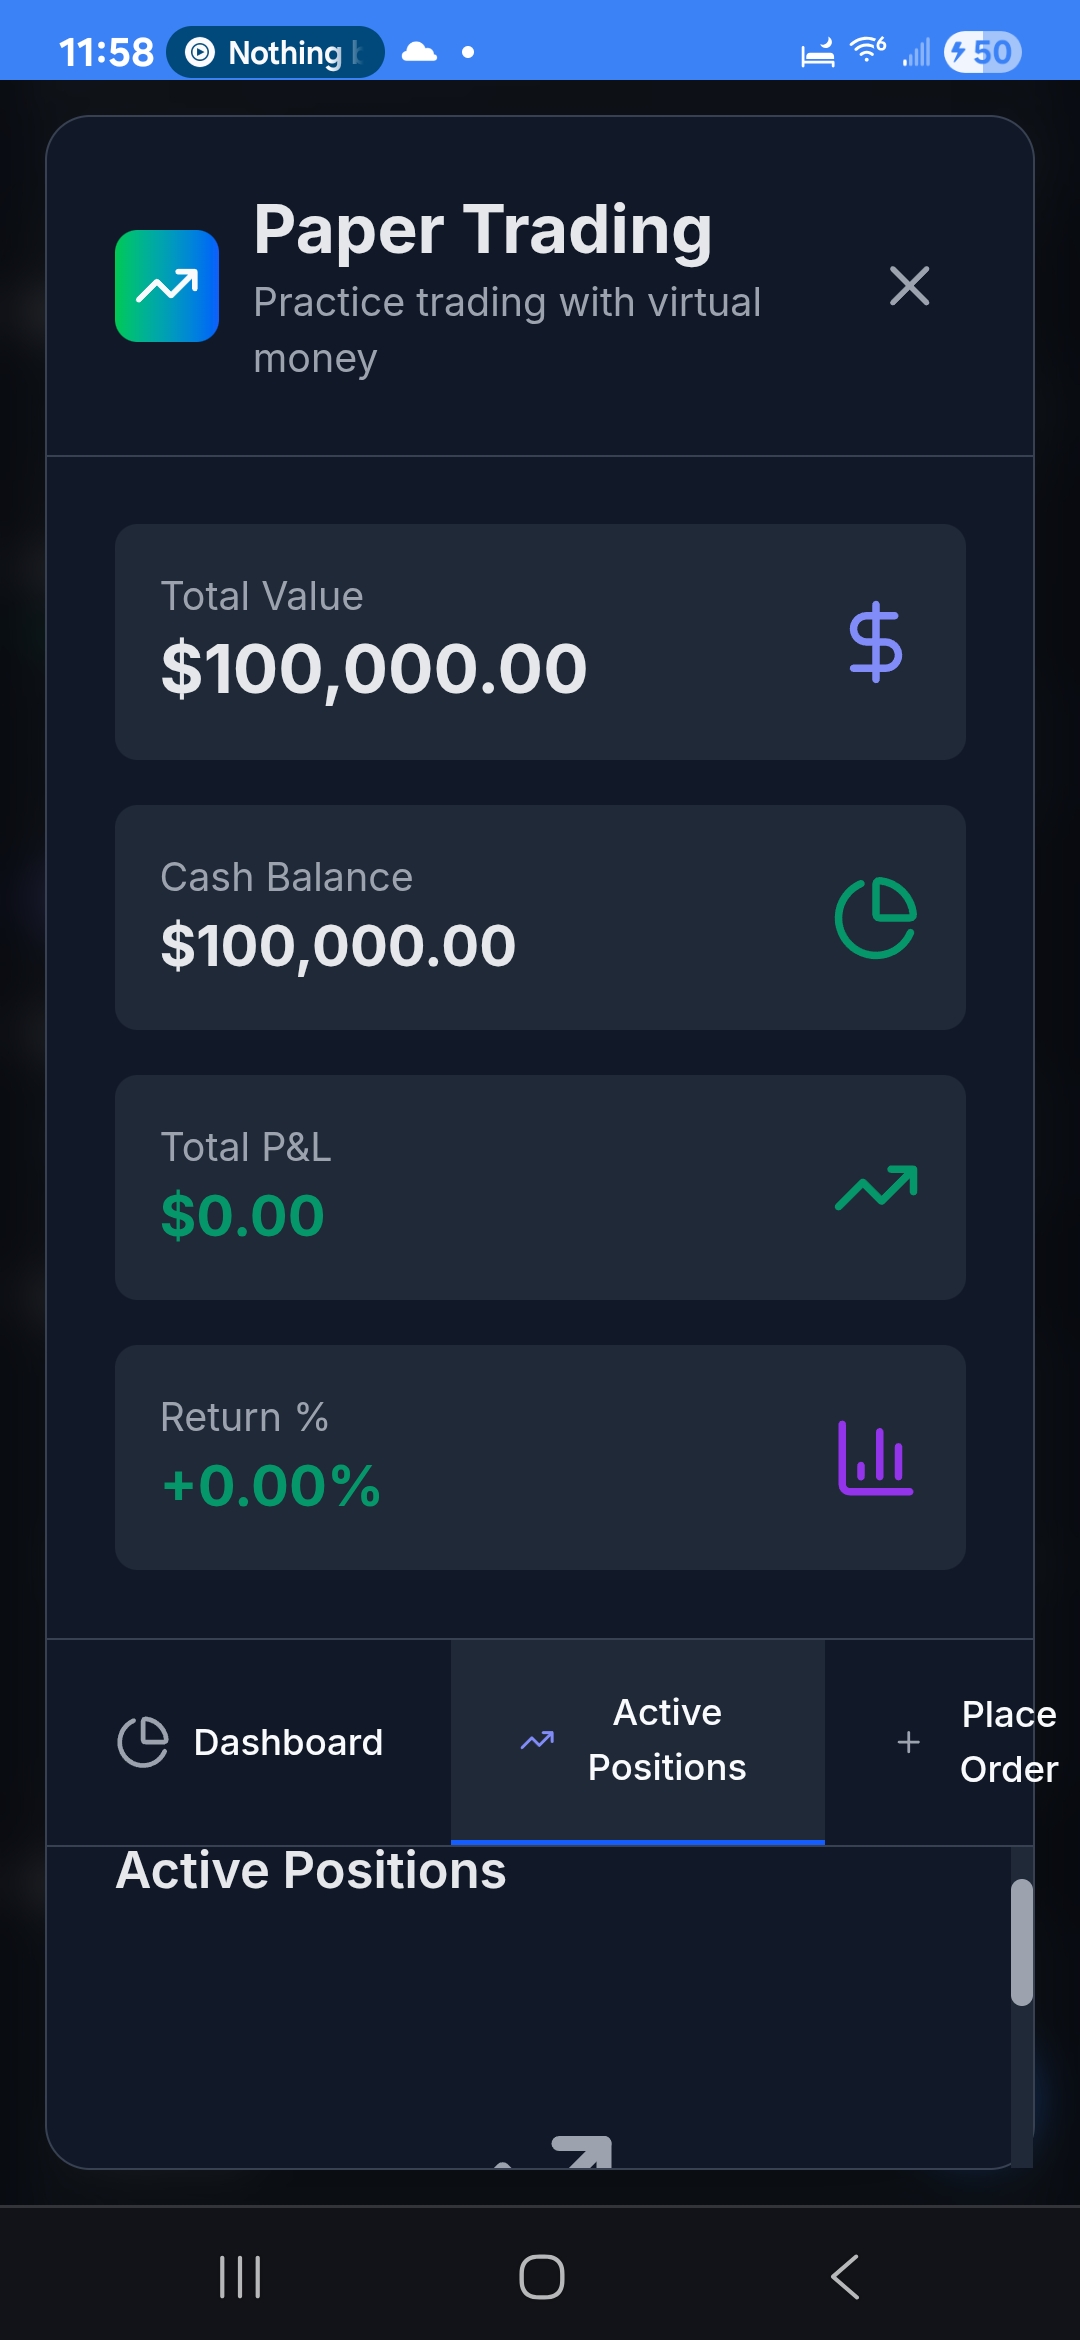 11:58
Nothing
6
50
Paper Trading
Practice trading with virtual
money
Total Value
$100,000.00
Cash Balance
$100,000.00
Total P&L
$0.00
Return %
+0.00%
Dashboard
Active
Positions
Place
Order
Active Positions